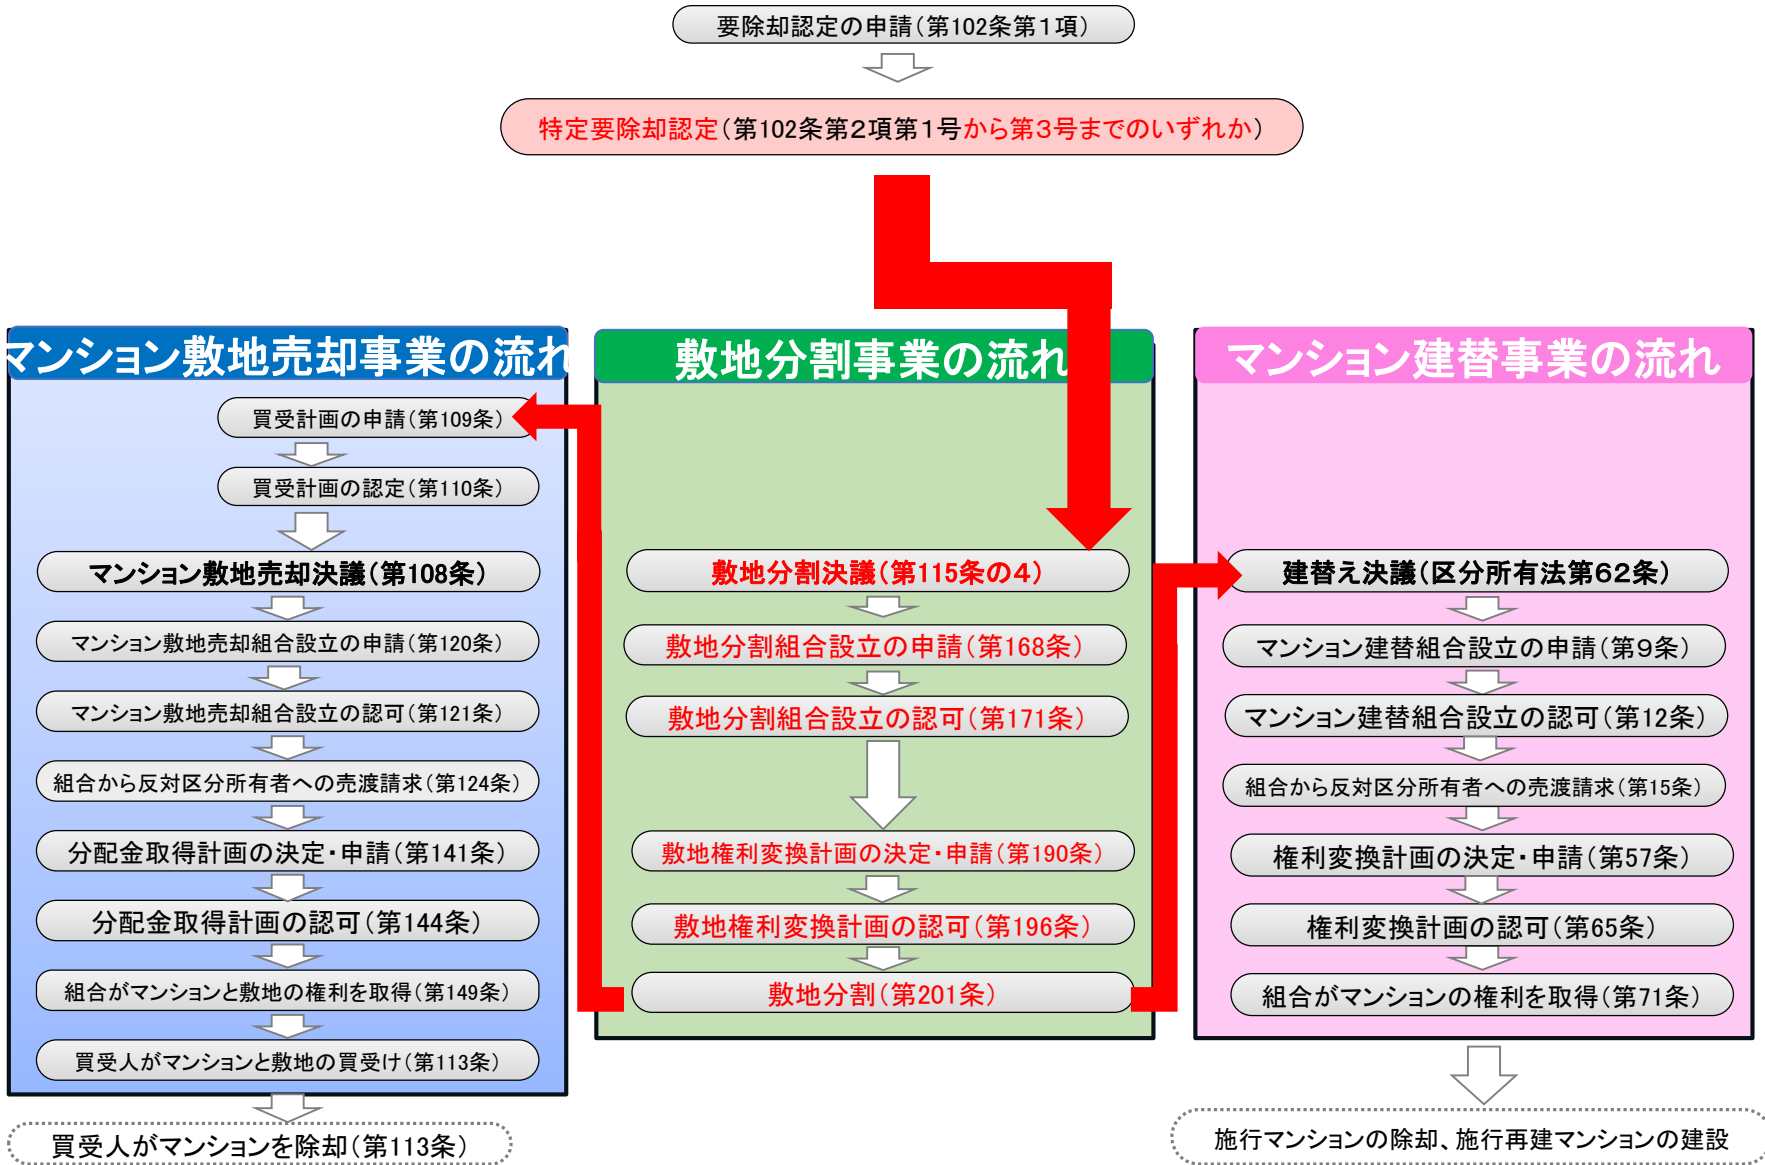 要除却認定の申請(第102条第1項)
特定要除却認定(第102条第2項第1号から第3号までのいずれか)
マンション敷地売却事業の流れ
買受計画の申請(第109条)
買受計画の認定(第110条)
マンション敷地売却決議(第108条)
マンション敷地売却組合設立の申請(第120条)
マンション敷地売却組合設立の認可(第121条)
組合から反対区分所有者への売渡請求(第124条)
分配金取得計画の決定・申請(第141条)
分配金取得計画の認可(第144条)
組合がマンションと敷地の権利を取得(第149条)
買受人がマンションと敷地の買受け(第113条)
買受人がマンションを除却(第113条)
敷地分割事業の流れ
敷地分割決議(第115条の4)
敷地分割組合設立の申請(第168条)
敷地分割組合設立の認可(第171条)
敷地権利変換計画の決定・申請(第190条)
敷地権利変換計画の認可(第196条)
敷地分割(第201条)
マンション建替事業の流れ
建替え決議(区分所有法第62条)
マンション建替組合設立の申請(第9条)
マンション建替組合設立の認可(第12条)
組合から反対区分所有者への売渡請求(第15条)
権利変換計画の決定・申請(第57条)
権利変換計画の認可(第65条)
組合がマンションの権利を取得(第71条)
施行マンションの除却、施行再建マンションの建設